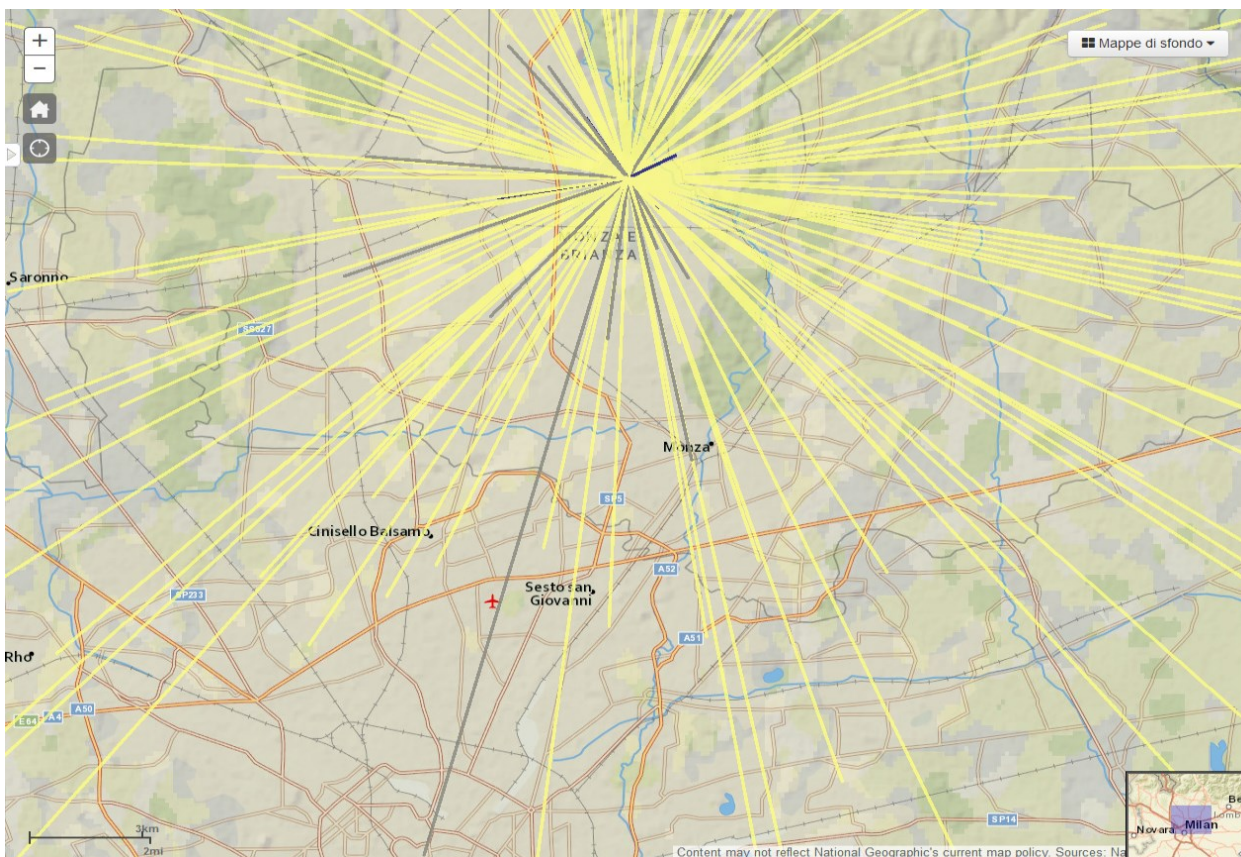 +
Mappe di sfondo
−
ONZA E
BRIANZA
Saronno
SS527
Monza
SP5
Cinisello Balsamo
A52
Sesto san
Giovanni
SP233
A51
Rho
A50
E64
A4
3km
2mi
SP14
Novara
Milan
Content may not reflect National Geographic's current map policy. Sources: Na